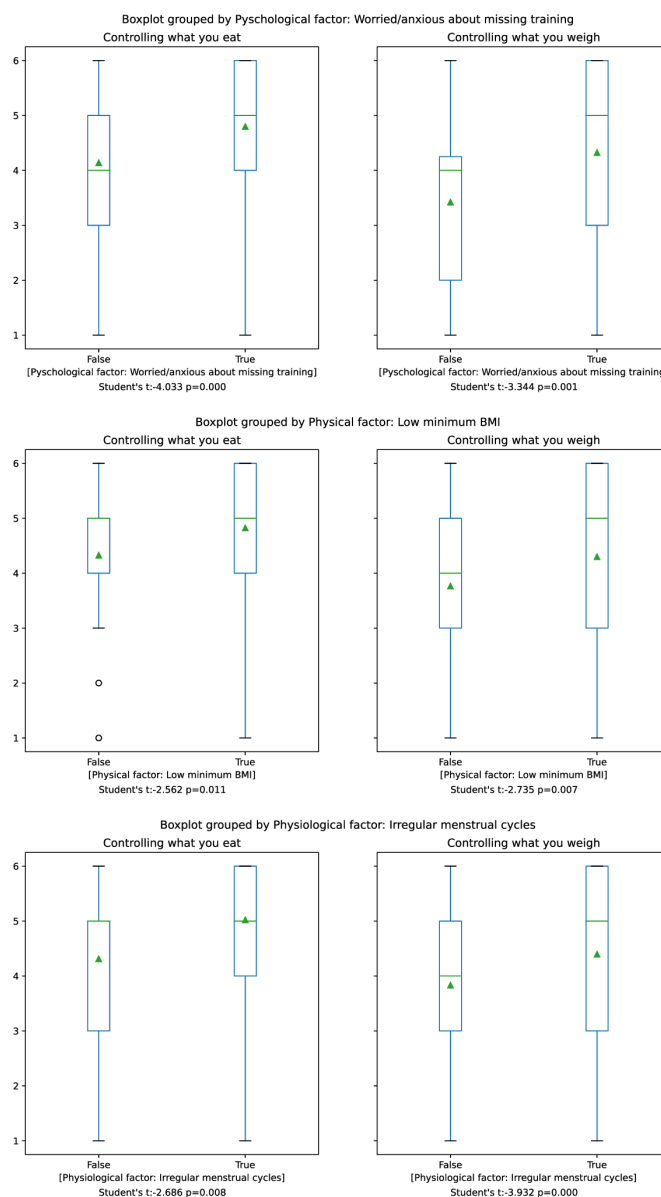 Boxplot grouped by Pyschological factor: Worried/anxious about missing training
Controlling what you eat
Controlling what you weigh
6
5
4
3
2
1
False
True
False
True
[Pyschological factor: Worried/anxious about missing training]
[Pyschological factor: Worried/anxious about missing training
Student's t:-4.033 p=0.000
Student's t:-3.344 p=0.001
Boxplot grouped by Physical factor: Low minimum BMI
Controlling what you eat
Controlling what you weigh
6
5
4
3
2
1
False
True
False
True
[Physical factor: Low minimum BMI]
[Physical factor: Low minimum BMI]
Student's t:-2.562 p=0.011
Student's t:-2.735 p=0.007
Boxplot grouped by Physiological factor: Irregular menstrual cycles
Controlling what you eat
Controlling what you weigh
6
5
4
3
2
1
False
True
False
True
[Physiological factor: Irregular menstrual cycles]
[Physiological factor: Irregular menstrual cycles]
Student's t:-2.686 p=0.008
Student's t:-3.932 p=0.000